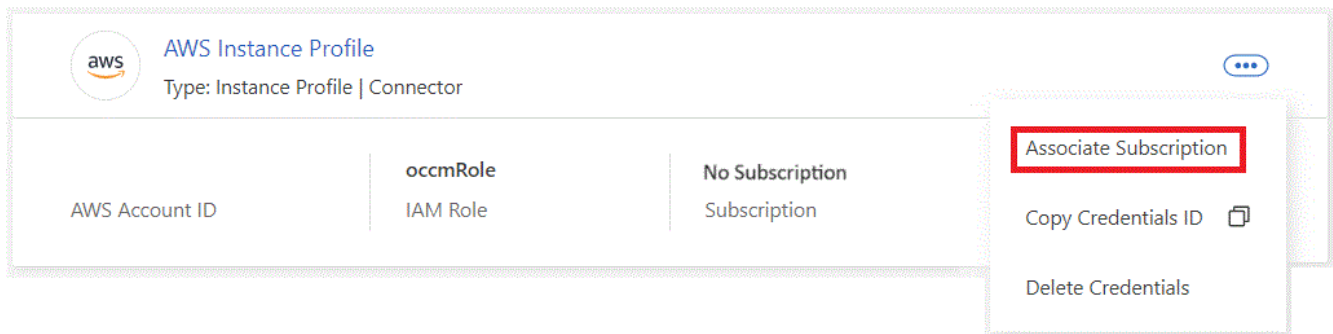 aws
AWS Instance Profile
Type: Instance Profile | Connector
occmRole
No Subscription
AWS Account ID
IAM Role
Subscription
Associate Subscription
Copy Credentials ID
Delete Credentials